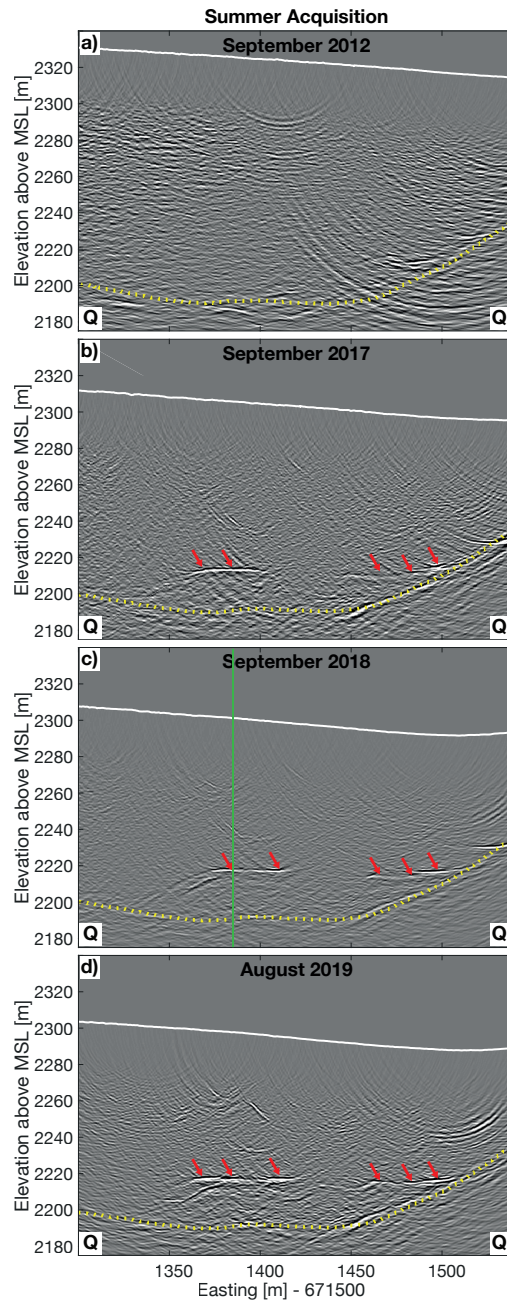 Summer Acquisition
a)
September 2012
Elevation above MSL [m]
2320
2300
2280
2260
2240
2220
2200
2180
Q
Q
b)
September 2017
Elevation above MSL [m]
2320
2300
2280
2260
2240
2220
2200
2180
Q
Q
c)
September 2018
Elevation above MSL [m]
2320
2300
2280
2260
2240
2220
2200
2180
Q
Q
d)
August 2019
Elevation above MSL [m]
2320
2300
2280
2260
2240
2220
2200
2180
Q
Q
1350
1400
1450
1500
Easting [m] - 671500